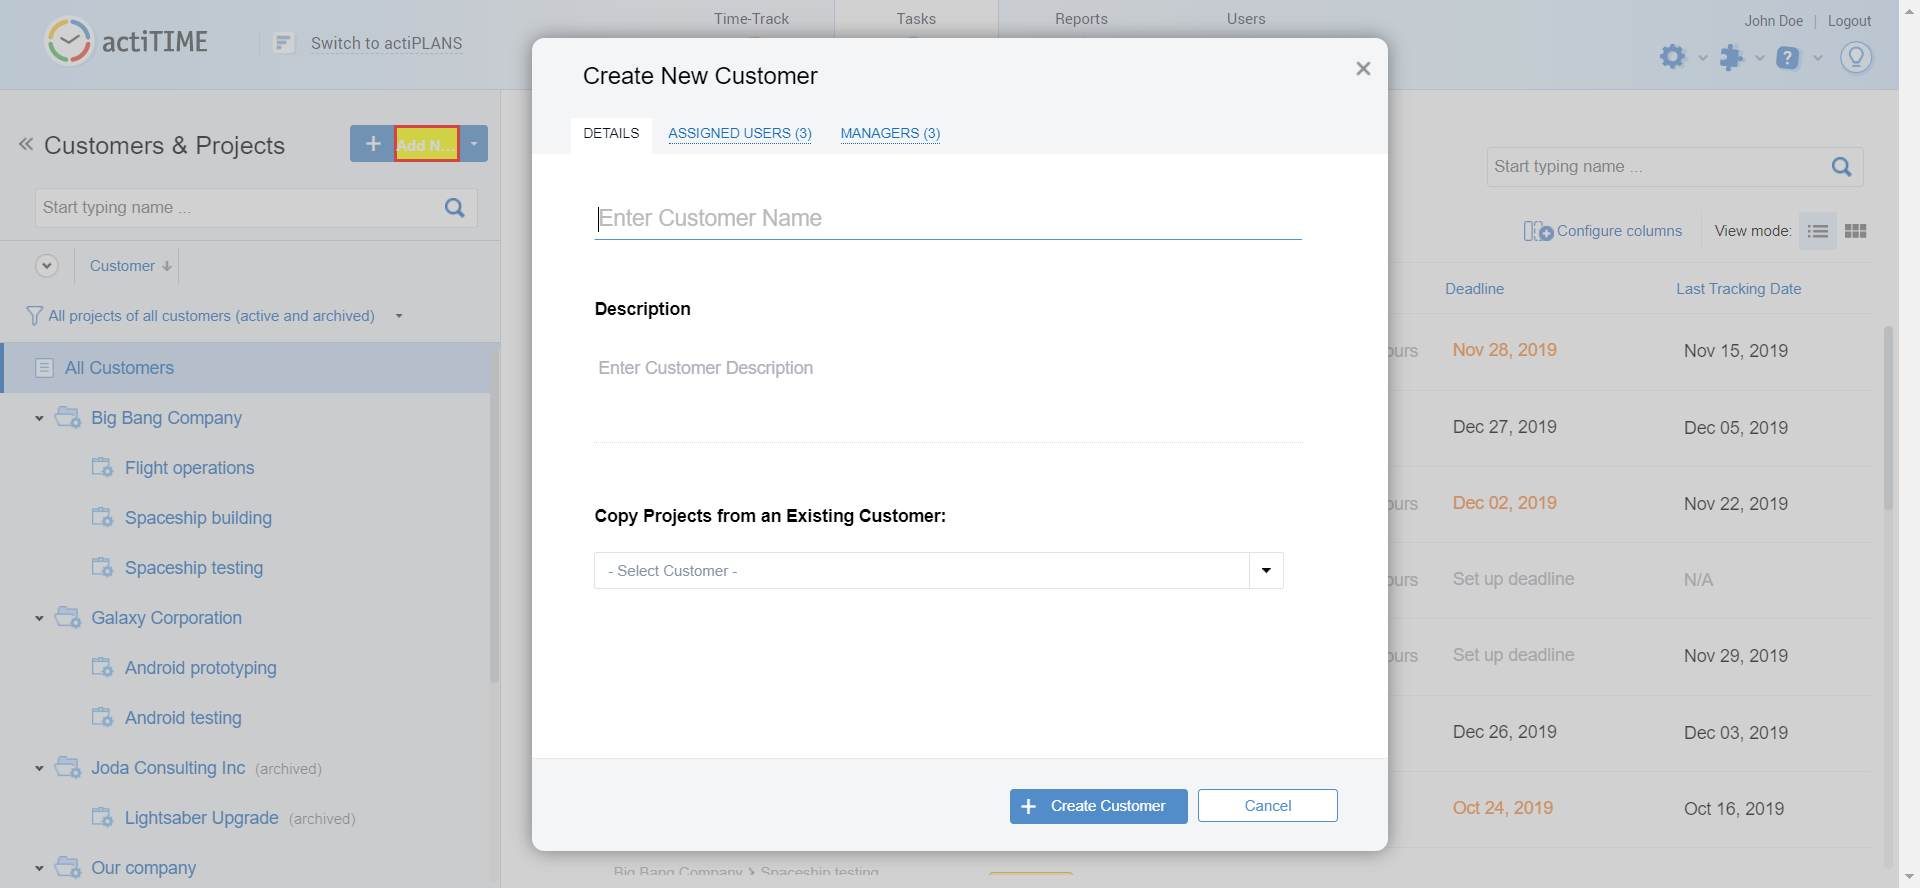 actiTIME
Switch to actiPLANS
Time-Track
Tasks
Reports
Users
John Doe | Logout
Customers & Projects
Add N...
Start typing name ...
Customer
All projects of all customers (active and archived)
All Customers
Big Bang Company
Flight operations
Spaceship building
Spaceship testing
Galaxy Corporation
Android prototyping
Android testing
Joda Consulting Inc (archived)
Lightsaber Upgrade (archived)
Our company
Create New Customer
DETAILS
ASSIGNED USERS (3)
MANAGERS (3)
Enter Customer Name
Description
Enter Customer Description
Copy Projects from an Existing Customer:
- Select Customer -
Create Customer
Cancel
Start typing name ...
Configure columns
View mode:
Deadline
Last Tracking Date
Nov 28, 2019
Nov 15, 2019
Dec 27, 2019
Dec 05, 2019
Dec 02, 2019
Nov 22, 2019
Set up deadline
N/A
Set up deadline
Nov 29, 2019
Dec 26, 2019
Dec 03, 2019
Oct 24, 2019
Oct 16, 2019
Big Bang Company > Spaceship testing